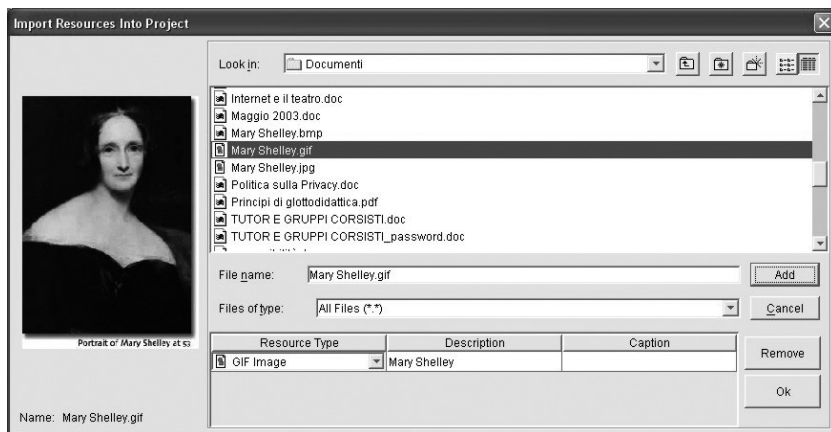 Import Resources Into Project
Look in: Documenti
Internet e il teatro.doc
Maggio 2003.doc
Mary Shelley.bmp
Mary Shelley.gif
Mary Shelley.jpg
Politica sulla Privacy.doc
Principi di glottodidattica.pdf
TUTOR E GRUPPI CORSISTI.doc
TUTOR E GRUPPI CORSISTI_password.doc
File name: Mary Shelley.gif Add
Files of type: All Files (*.*) Cancel
Portrait of Mary Shelley at 53
Resource Type Description Caption
GIF Image Mary Shelley
Remove
Ok
Name: Mary Shelley.gif